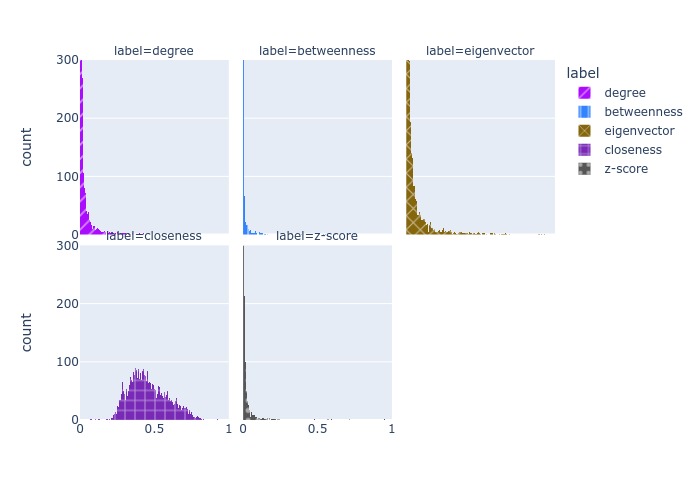 label=degree
label=betweenness
label=eigenvector
300
200
100
0
count
label=closeness
label=z-score
300
200
100
0
count
0
0.5
1
0
0.5
1
label
degree
betweenness
eigenvector
closeness
z-score